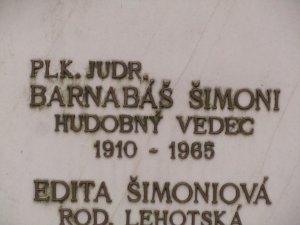 PLK. JUDR.
BARNABÁŠ ŠIMONI
HUDOBNÝ VEDEC
1910 - 1965
EDITA ŠIMONIOVÁ
ROD. LEHOTSKÁ